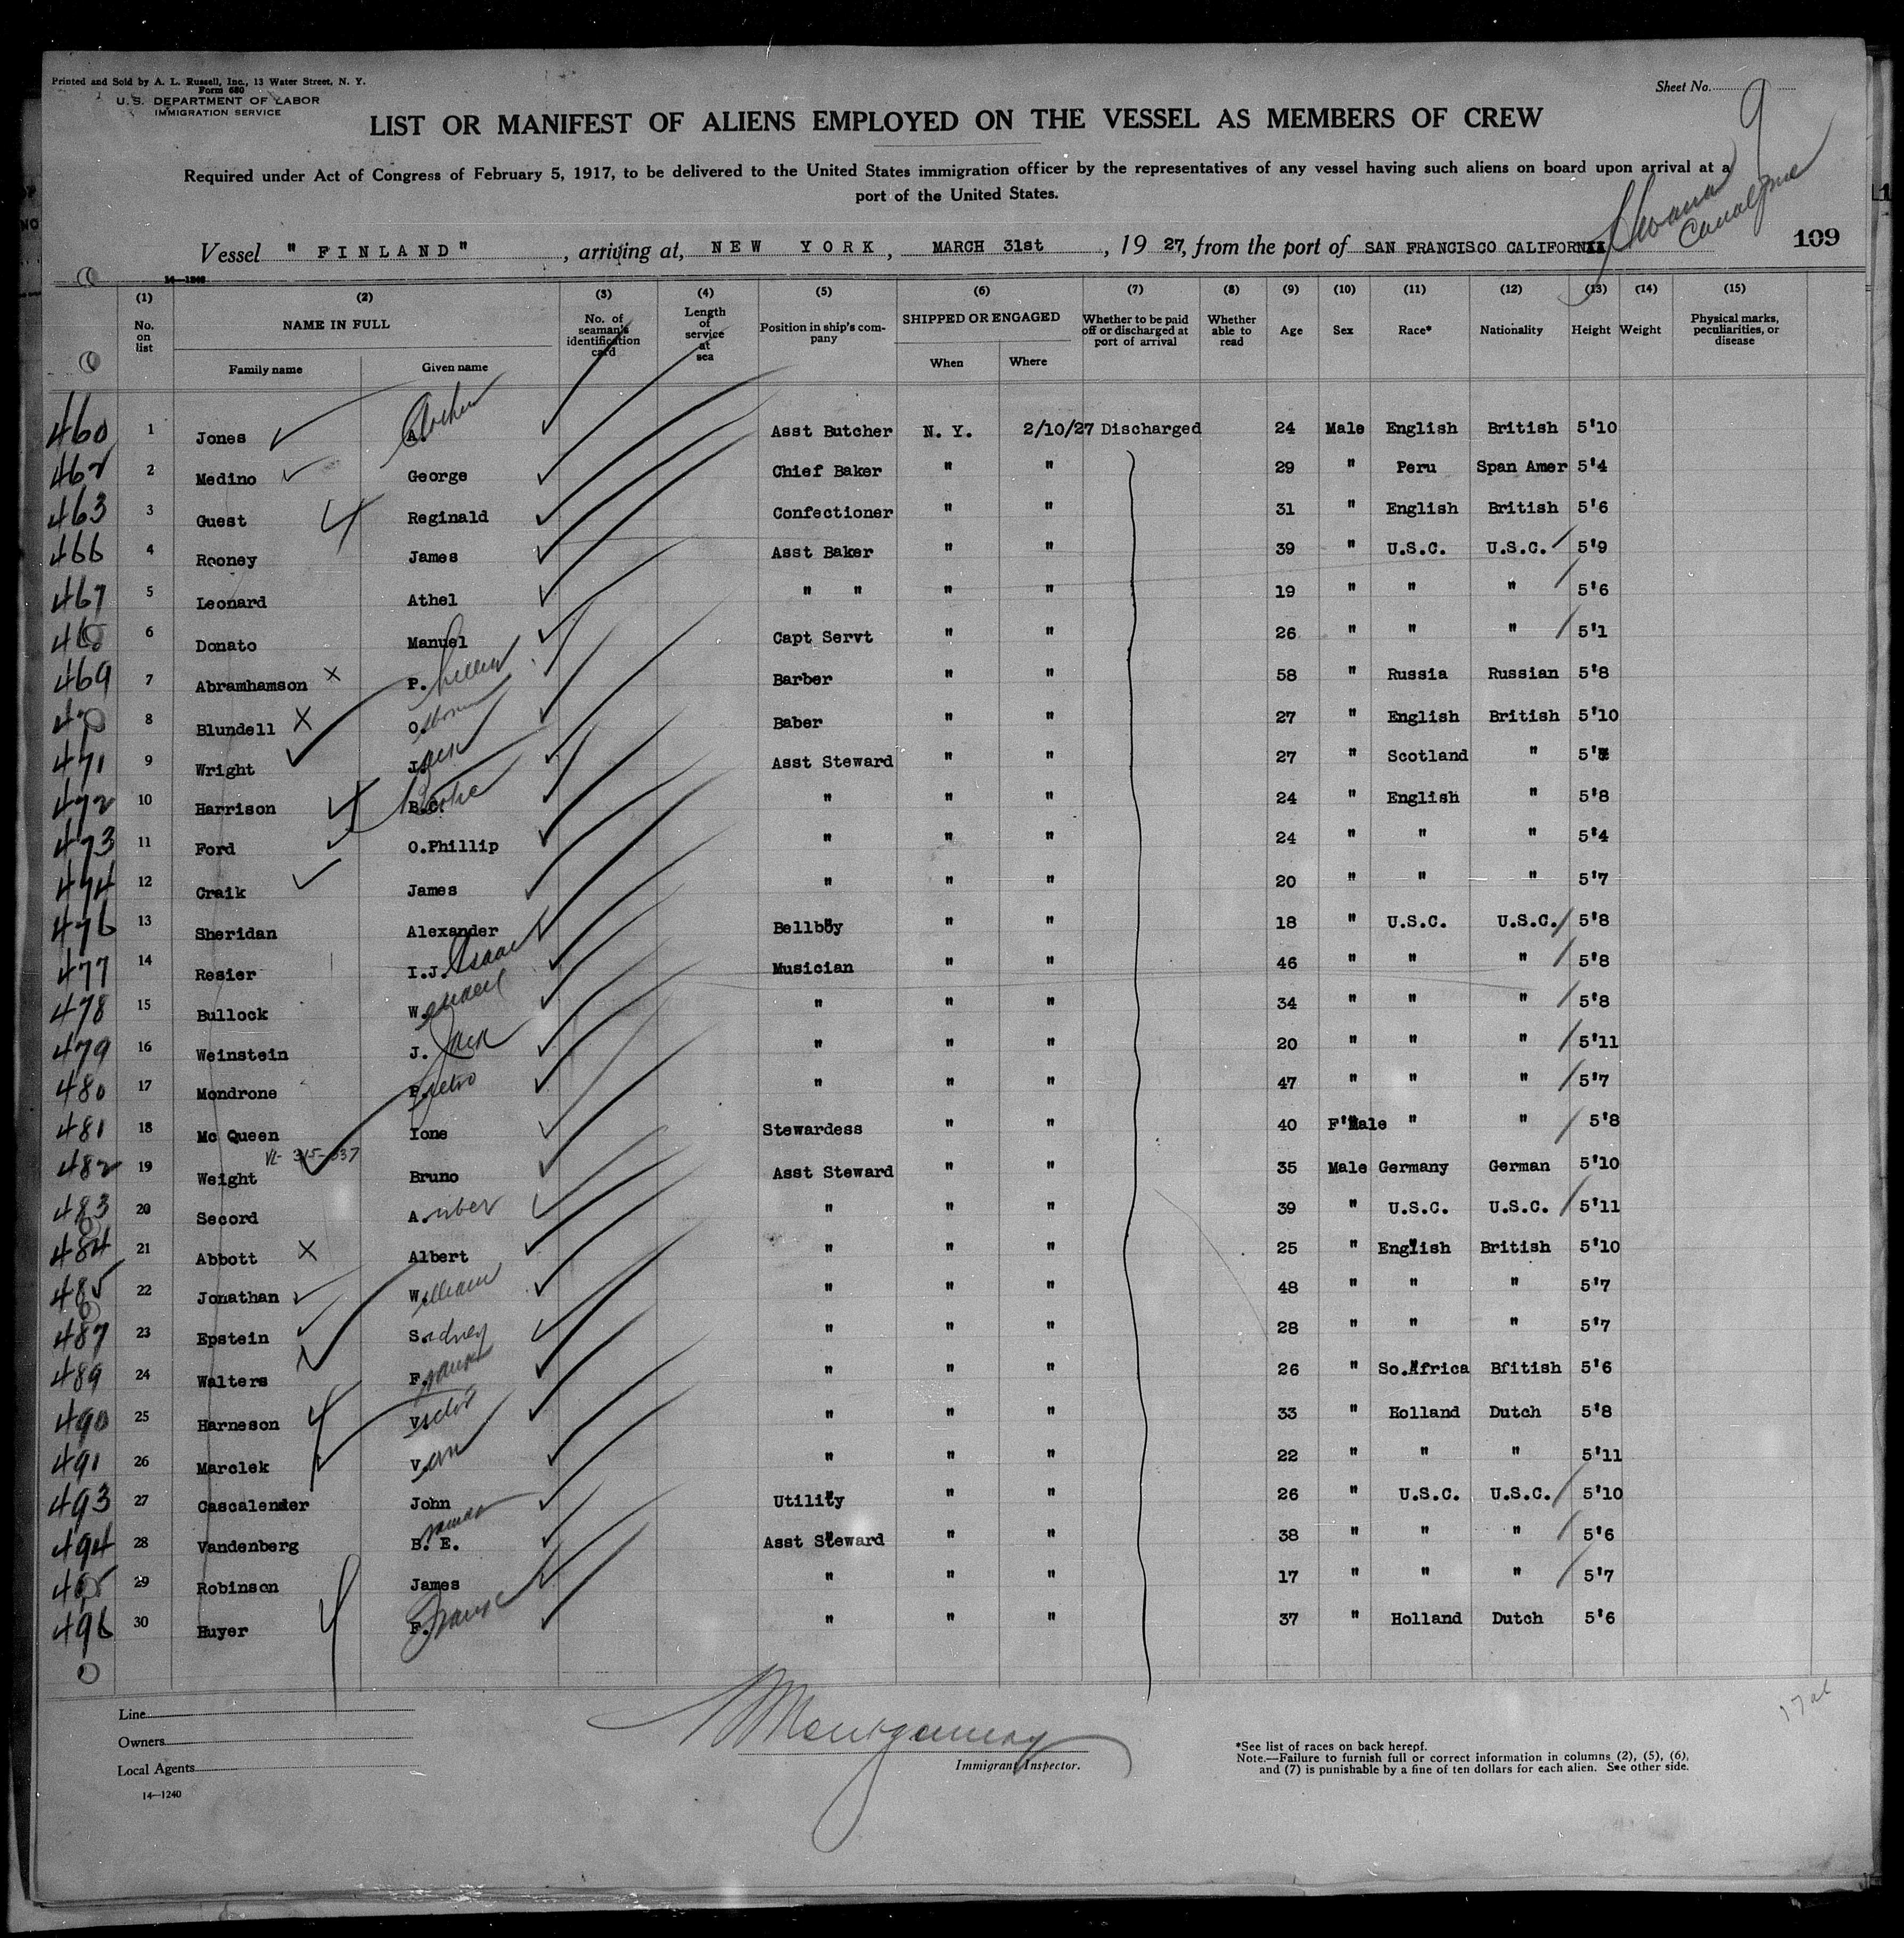 Printed and Sold by A. L. Russell, Inc., 13 Water Street, N. Y.
Form 680
U. S. DEPARTMENT OF LABOR
IMMIGRATION SERVICE
Sheet No. 9
LIST OR MANIFEST OF ALIENS EMPLOYED ON THE VESSEL AS MEMBERS OF CREW
Required under Act of Congress of February 5, 1917, to be delivered to the United States immigration officer by the representatives of any vessel having such aliens on board upon arrival at a
port of the United States.
Vessel " FINLAND" , arriving at, NEW YORK , MARCH 31st , 19 27, from the port of SAN FRANCISCO CALIFORNIA
109
(1) (2) (3) (4) (5) (6) (7) (8) (9) (10) (11) (12) (13) (14) (15)
No. on list NAME IN FULL Family name Given name No. of seaman's identification card Length of service at sea Position in ship's company SHIPPED OR ENGAGED When Where Whether to be paid off or discharged at port of arrival Whether able to read Age Sex Race* Nationality Height Weight Physical marks, peculiarities, or disease
460 1 Jones A. Asst Butcher N. Y. 2/10/27 Discharged 24 Male English British 5'10
462 2 Medino George Chief Baker " " 29 " Peru Span Amer 5'4
463 3 Guest Reginald Confectioner " " 31 " English British 5'6
466 4 Rooney James Asst Baker " " 39 " U.S.C. U.S.C. 5'9
467 5 Leonard Athel " " " " 19 " " " 5'6
6 Donato Manuel Capt Servt " " 26 " " " 5'1
469 7 Abramhamson P. Barber " " 58 " Russia Russian 5'8
8 Blundell O. Baber " " 27 " English British 5'10
471 9 Wright J. Jack Asst Steward " " 27 " Scotland "
472 10 Harrison B.C. " " " 24 " English " 5'8
473 11 Ford O.Phillip " " " 24 " " " 5'4
474 12 Craik James " " " 20 " " " 5'7
476 13 Sheridan Alexander Bellboy " " 18 " U.S.C. U.S.C. 5'8
477 14 Resier I.J. Isaac Musician " " 46 " " " 5'8
478 15 Bullock W. " " " 34 " " " 5'8
479 16 Weinstein J. Jack " " " 20 " " " 5'11
480 17 Mondrone Pietro " " " 47 " " " 5'7
481 18 Mc Queen Ione Stewardess " " 40 F'male " " 5'8
482 19 Weight Bruno Asst Steward " " 35 Male Germany German 5'10
483 20 Secord A. " " " 39 " U.S.C. U.S.C. 5'11
484 21 Abbott Albert " " " 25 " English British 5'10
485 22 Jonathan William " " " 48 " " " 5'7
487 23 Epstein Sidney " " " 28 " " " 5'7
489 24 Walters Frank " " " 26 " So.Africa Bfitish 5'6
490 25 Harneson V. " " " 33 " Holland Dutch 5'8
491 26 Marclek Van " " " 22 " " " 5'11
493 27 Cascalender John Utility " " 26 " U.S.C. U.S.C. 5'10
494 28 Vandenberg B. E. Asst Steward " " 38 " " " 5'6
29 Robinson James " " " 17 " " " 5'7
496 30 Huyer F. " " " 37 " Holland Dutch 5'6
Line
Owners
Local Agents
14—1240
Montgomery
Immigrant Inspector.
*See list of races on back hereof.
Note.—Failure to furnish full or correct information in columns (2), (5), (6),
and (7) is punishable by a fine of ten dollars for each alien. See other side.